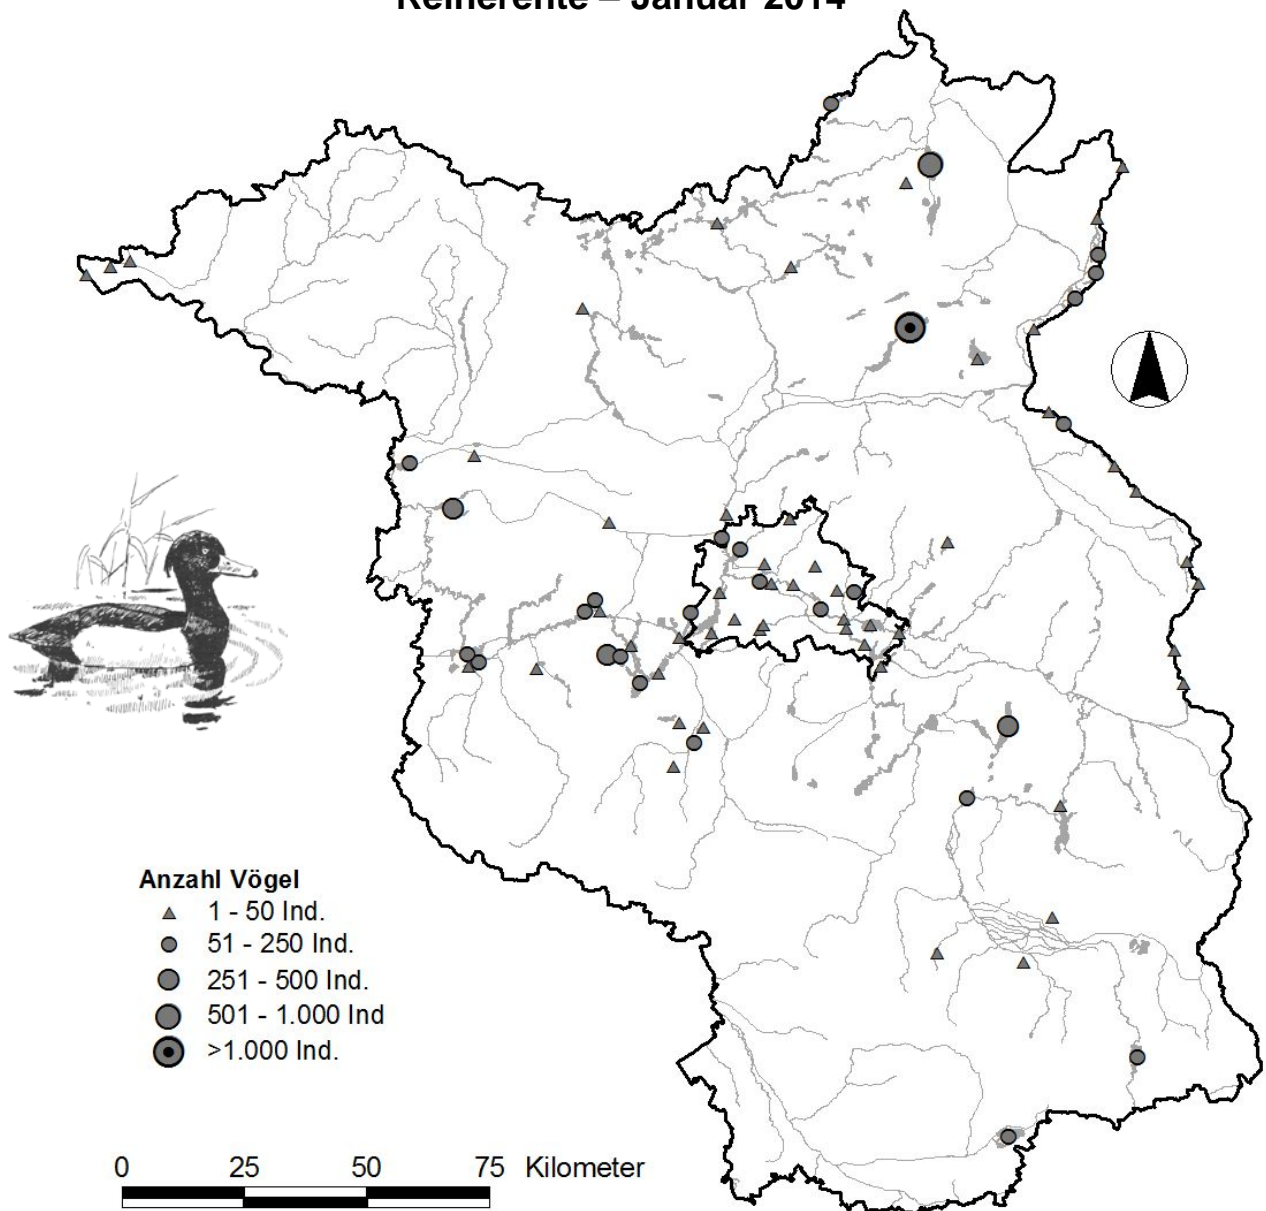 Reiherente – Januar 2014
Anzahl Vögel
1 - 50 Ind.
51 - 250 Ind.
251 - 500 Ind.
501 - 1.000 Ind
>1.000 Ind.
0 25 50 75 Kilometer